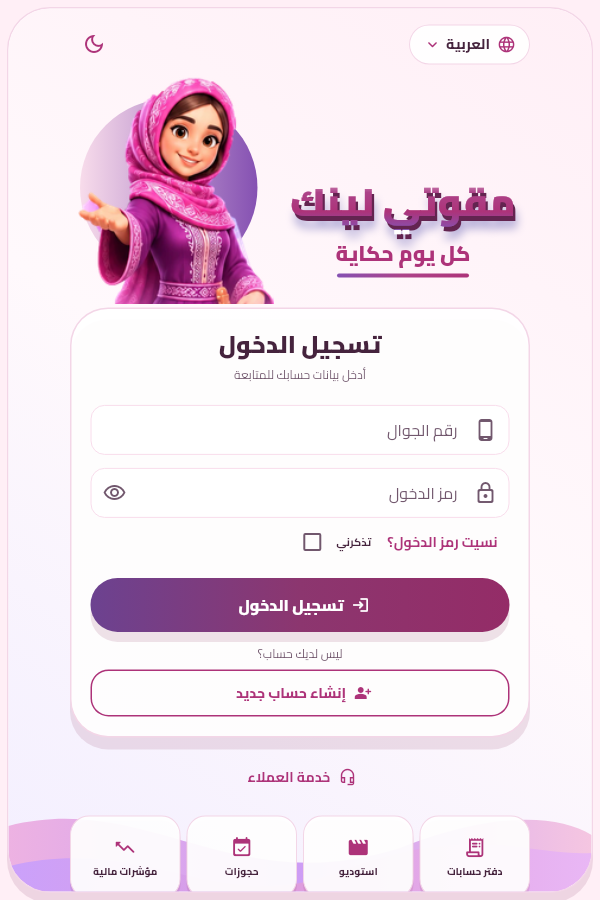 العربية
مقوتي لينك
كل يوم حكاية
تسجيل الدخول
أدخل بيانات حسابك للمتابعة
رقم الجوال
رمز الدخول
نسيت رمز الدخول؟ تذكرني
تسجيل الدخول
ليس لديك حساب؟
إنشاء حساب جديد
خدمة العملاء
دفتر حسابات
استوديو
حجوزات
مؤشرات مالية